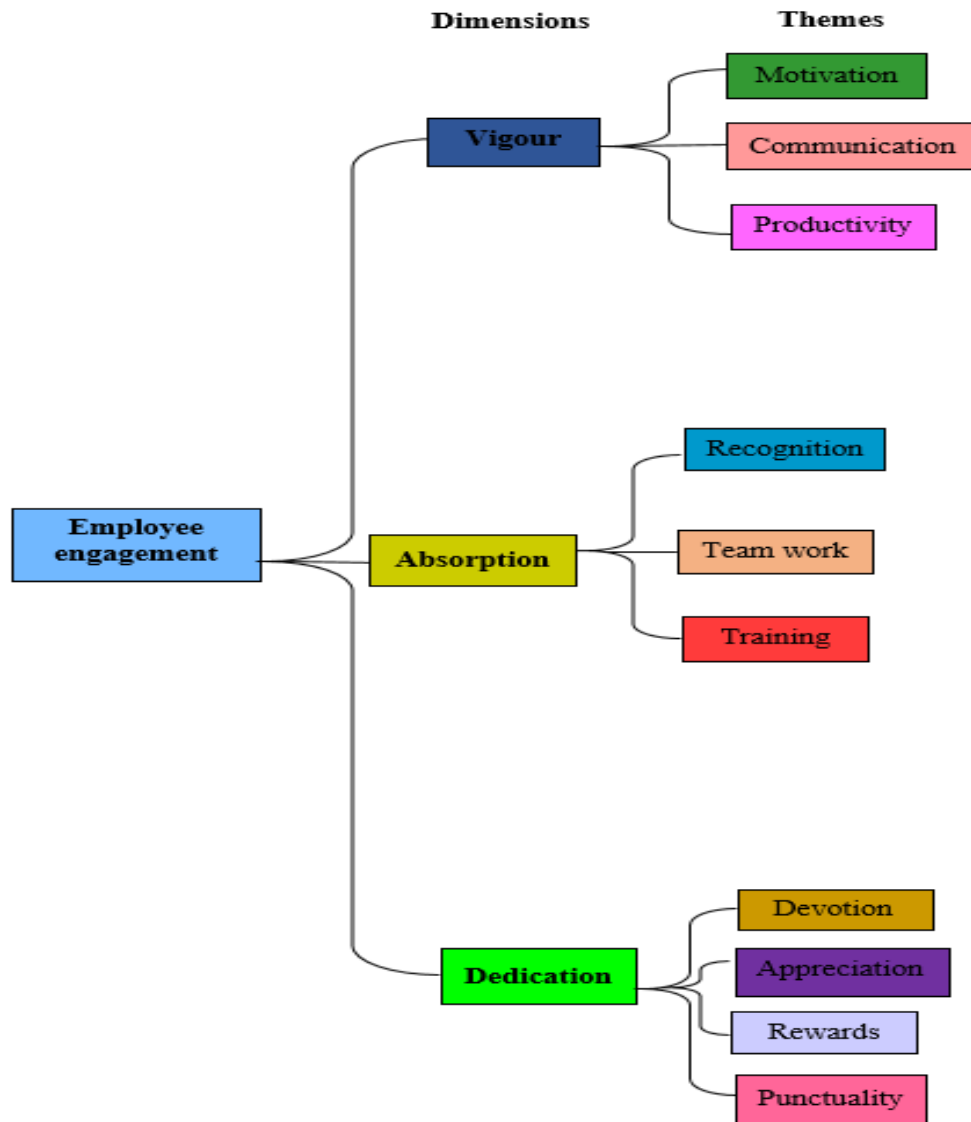 Dimensions
Themes
Vigour
Motivation
Communication
Productivity
Employee
engagement
Absorption
Recognition
Team work
Training
Dedication
Devotion
Appreciation
Rewards
Punctuality